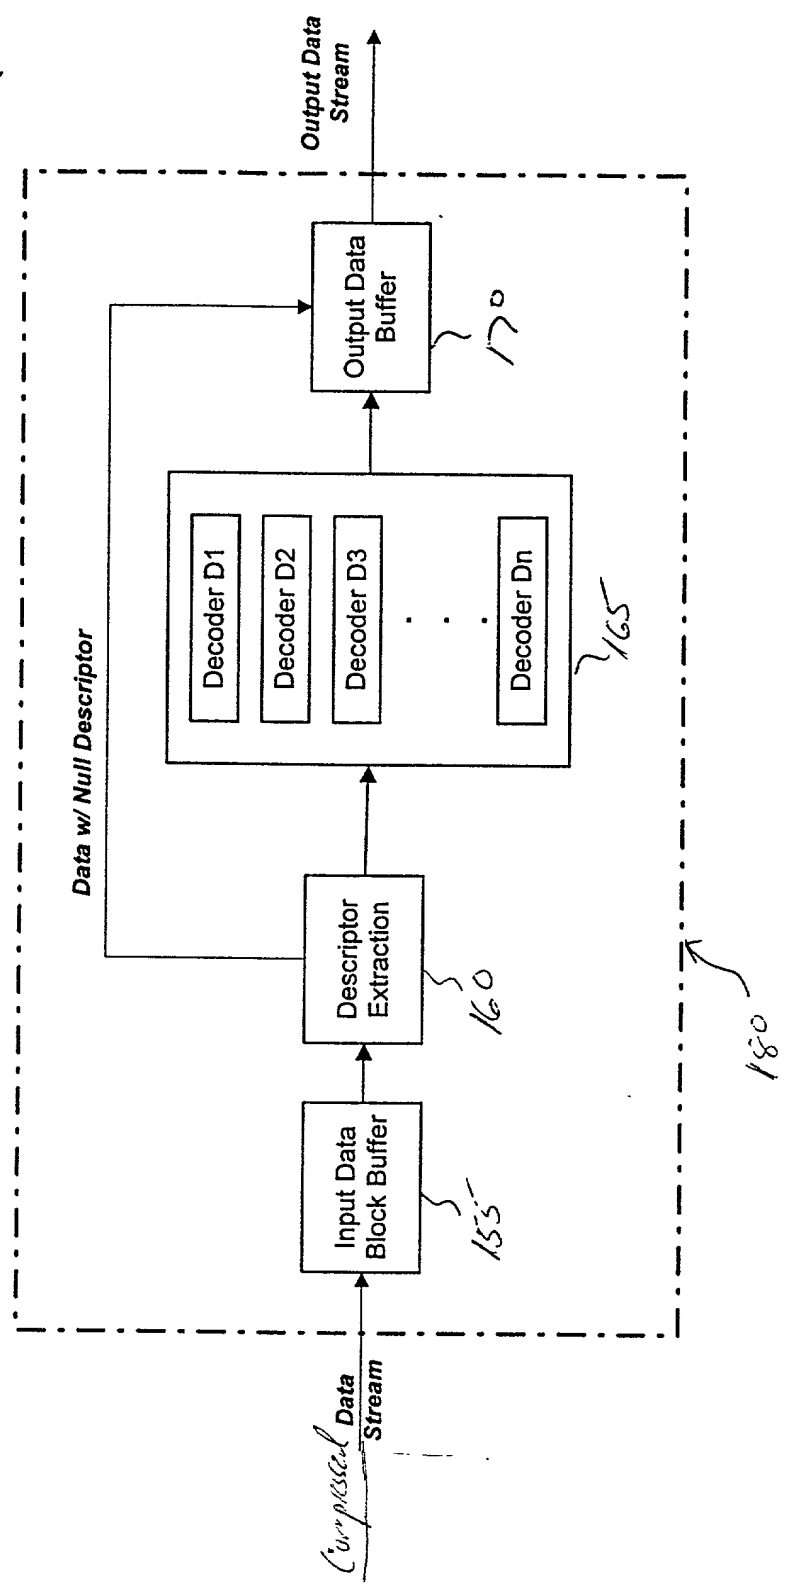 Compressed Data
Stream
Input Data
Block Buffer
155
Descriptor
Extraction
160
Data w/ Null Descriptor
Decoder D1
Decoder D2
Decoder D3
. . . .
Decoder Dn
165
Output Data
Buffer
170
Output Data
Stream
180